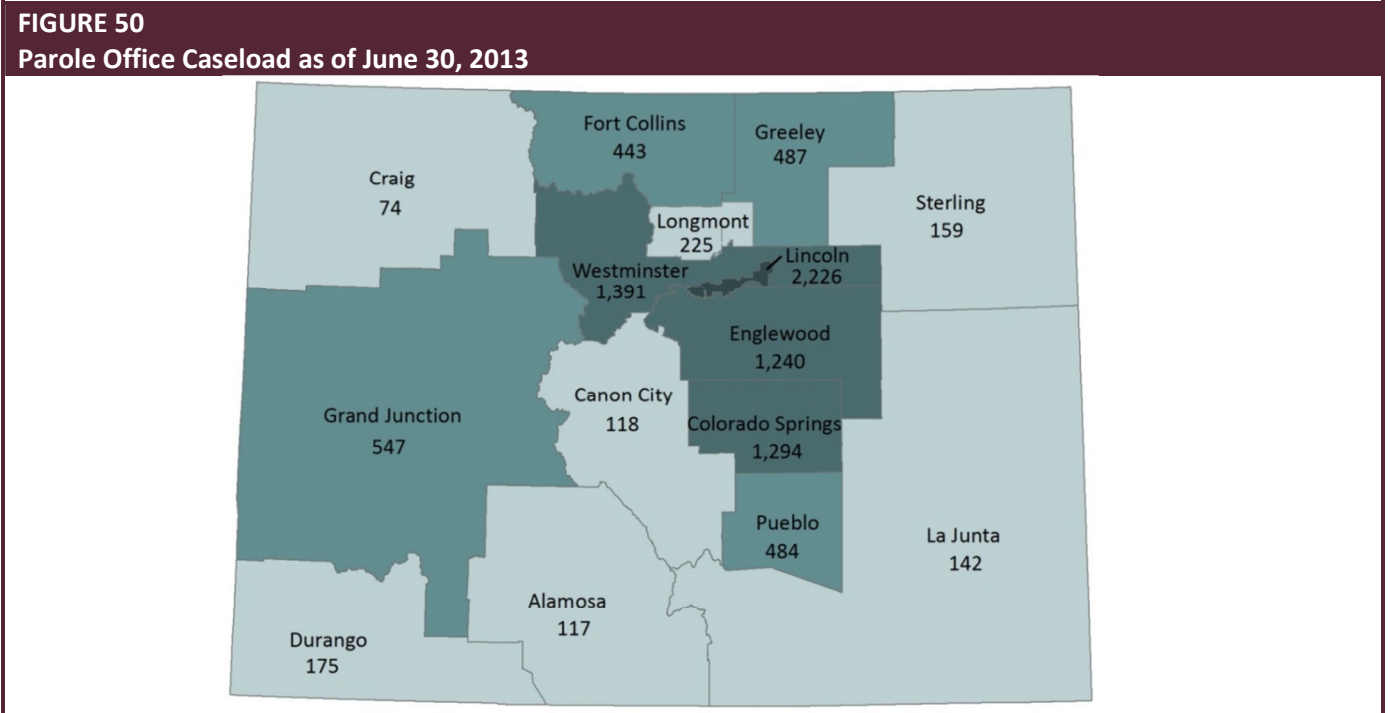 FIGURE 50
Parole Office Caseload as of June 30, 2013
Fort Collins
443
Greeley
487
Craig
74
Sterling
159
Longmont
225
Lincoln
2,226
Westminster
1,391
Englewood
1,240
Canon City
118
Grand Junction
547
Colorado Springs
1,294
Pueblo
484
La Junta
142
Alamosa
117
Durango
175